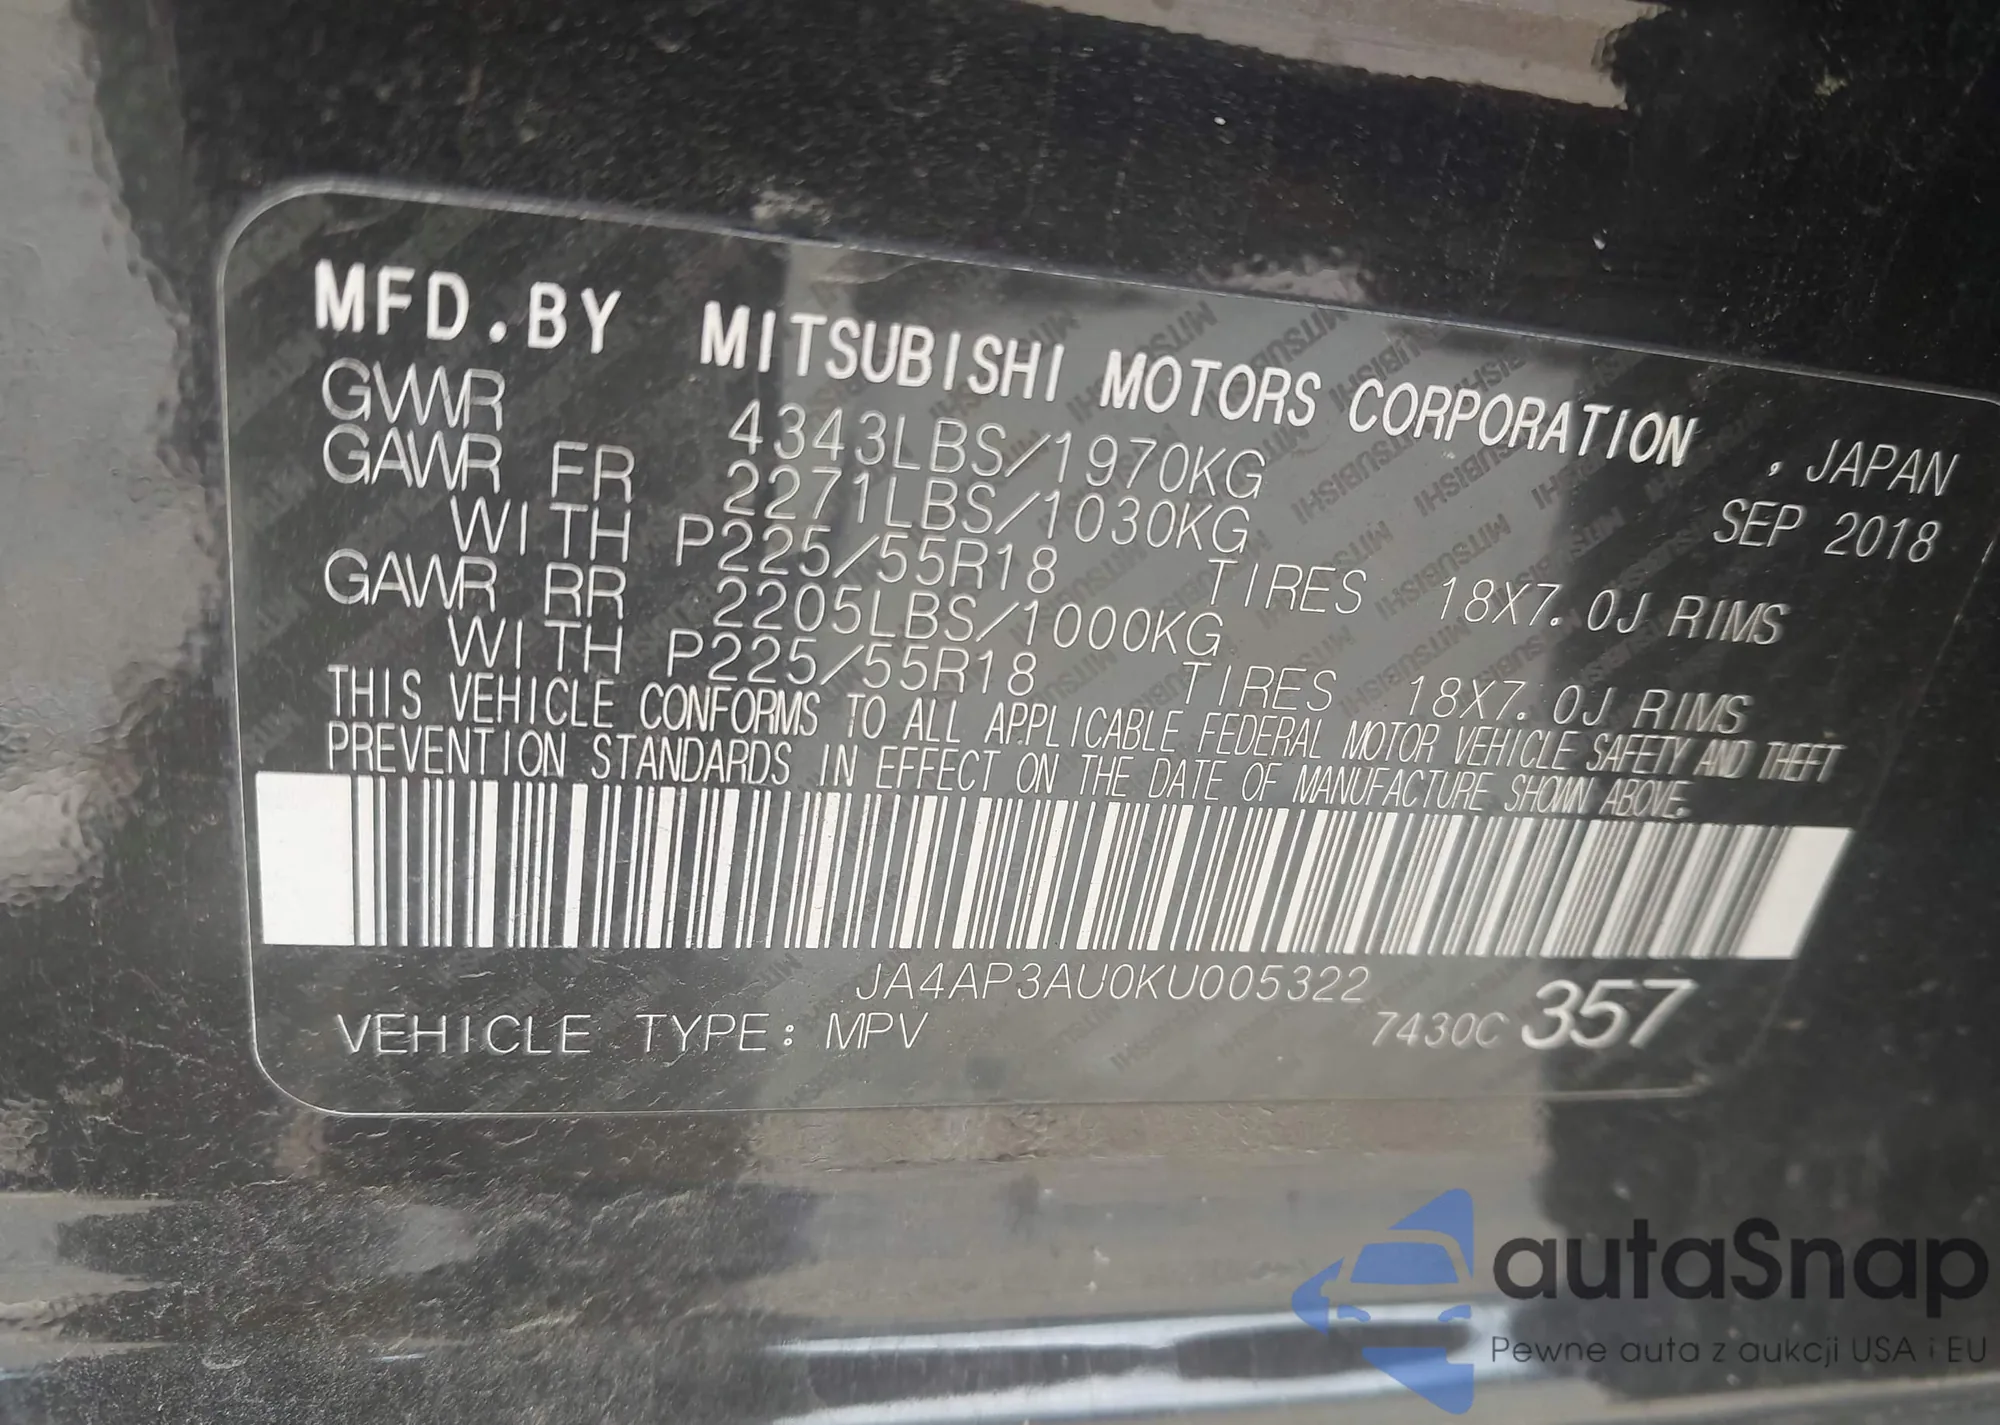 MFD.BY MITSUBISHI MOTORS CORPORATION , JAPAN
GVWR 4343LBS/1970KG SEP 2018
GAWR FR 2271LBS/1030KG
WITH P225/55R18 TIRES 18X7.0J RIMS
GAWR RR 2205LBS/1000KG
WITH P225/55R18 TIRES 18X7.0J RIMS
THIS VEHICLE CONFORMS TO ALL APPLICABLE FEDERAL MOTOR VEHICLE SAFETY AND THEFT
PREVENTION STANDARDS IN EFFECT ON THE DATE OF MANUFACTURE SHOWN ABOVE.
JA4AP3AU0KU005322
VEHICLE TYPE: MPV 7430C 357
autaSnap
Pewne auta z aukcji USA i EU